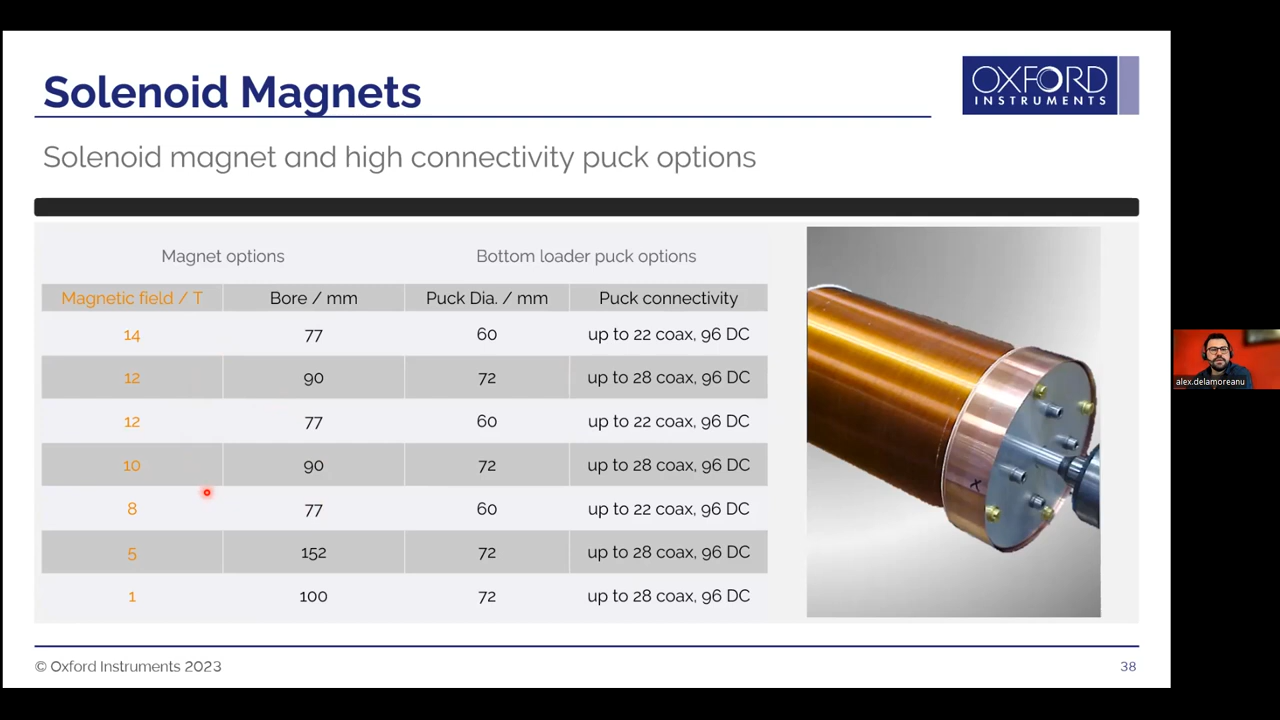 Solenoid Magnets
OXFORD
INSTRUMENTS
Solenoid magnet and high connectivity puck options
Magnet options Bottom loader puck options
Magnetic field / T Bore / mm Puck Dia. / mm Puck connectivity
14 77 60 up to 22 coax, 96 DC
12 90 72 up to 28 coax, 96 DC
12 77 60 up to 22 coax, 96 DC
10 90 72 up to 28 coax, 96 DC
8 77 60 up to 22 coax, 96 DC
5 152 72 up to 28 coax, 96 DC
1 100 72 up to 28 coax, 96 DC
x
alex.delamoreanu
© Oxford Instruments 2023 38